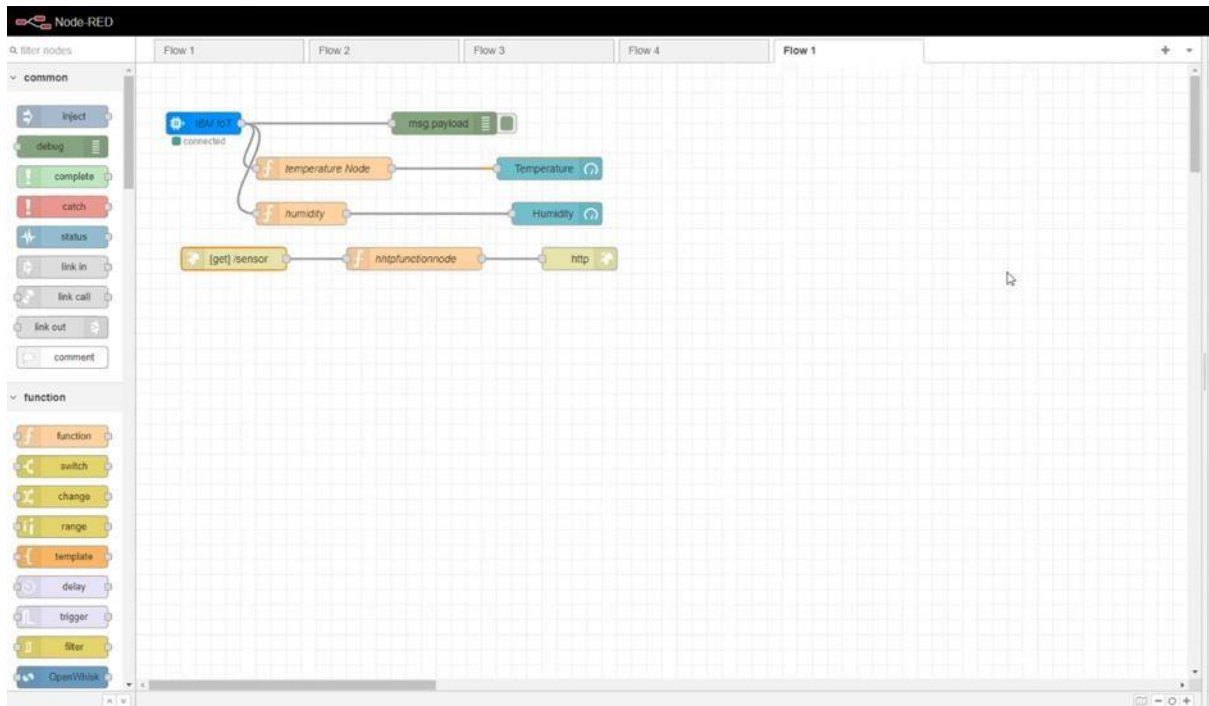 Node-RED
filter nodes
Flow 1
Flow 2
Flow 3
Flow 4
Flow 1
common
inject
debug
complete
catch
status
link in
link call
link out
comment
function
function
switch
change
range
template
delay
trigger
filter
OpenWhisk
IBM IoT
connected
msg.payload
temperature Node
Temperature
humidity
Humidity
[get] /sensor
hhtpfunctionnode
http